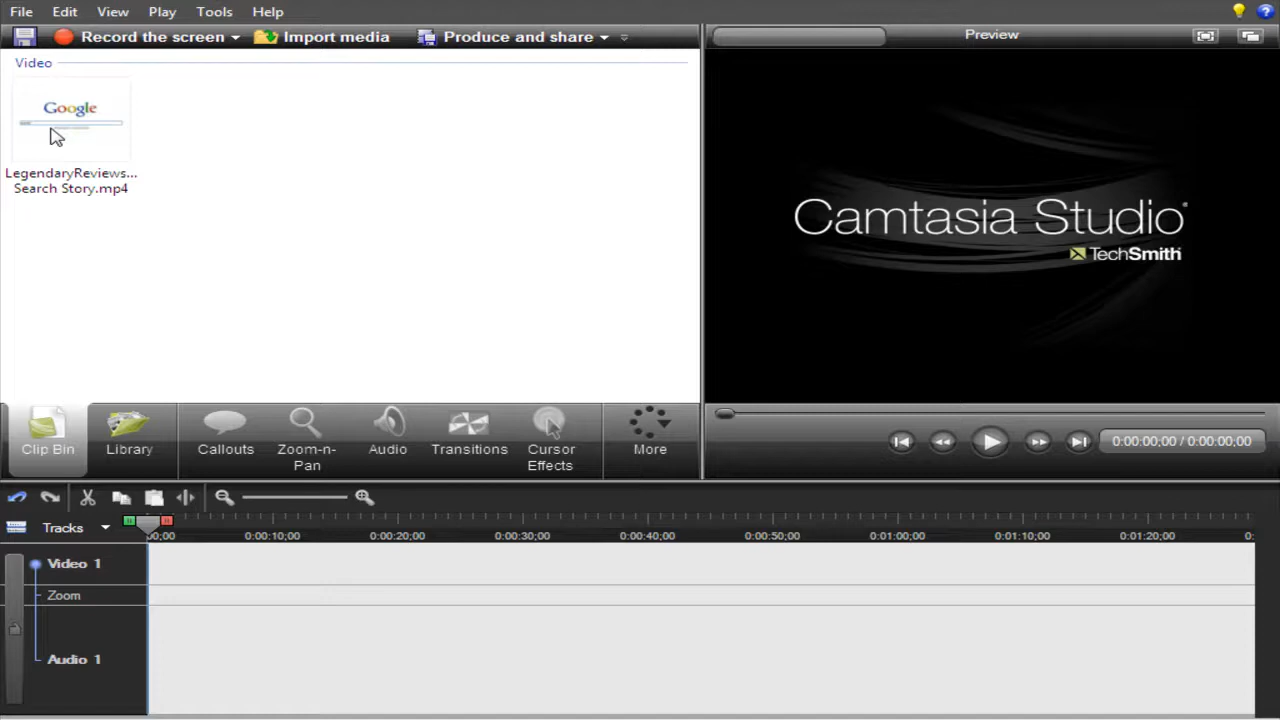 File Edit View Play Tools Help
Record the screen Import media Produce and share Preview
Video
Google
LegendaryReviews...
Search Story.mp4
Camtasia Studio
TechSmith
Clip Bin Library Callouts Zoom-n-Pan Audio Transitions Cursor Effects More
0:00:00;00 / 0:00:00;00
Tracks
00;00 0:00:10;00 0:00:20;00 0:00:30;00 0:00:40;00 0:00:50;00 0:01:00;00 0:01:10;00 0:01:20;00 0:
Video 1
Zoom
Audio 1